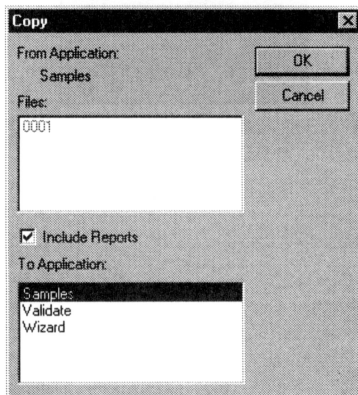 Copy
From Application:
Samples
Files:
0001
Include Reports
To Application:
Samples
Validate
Wizard
OK
Cancel